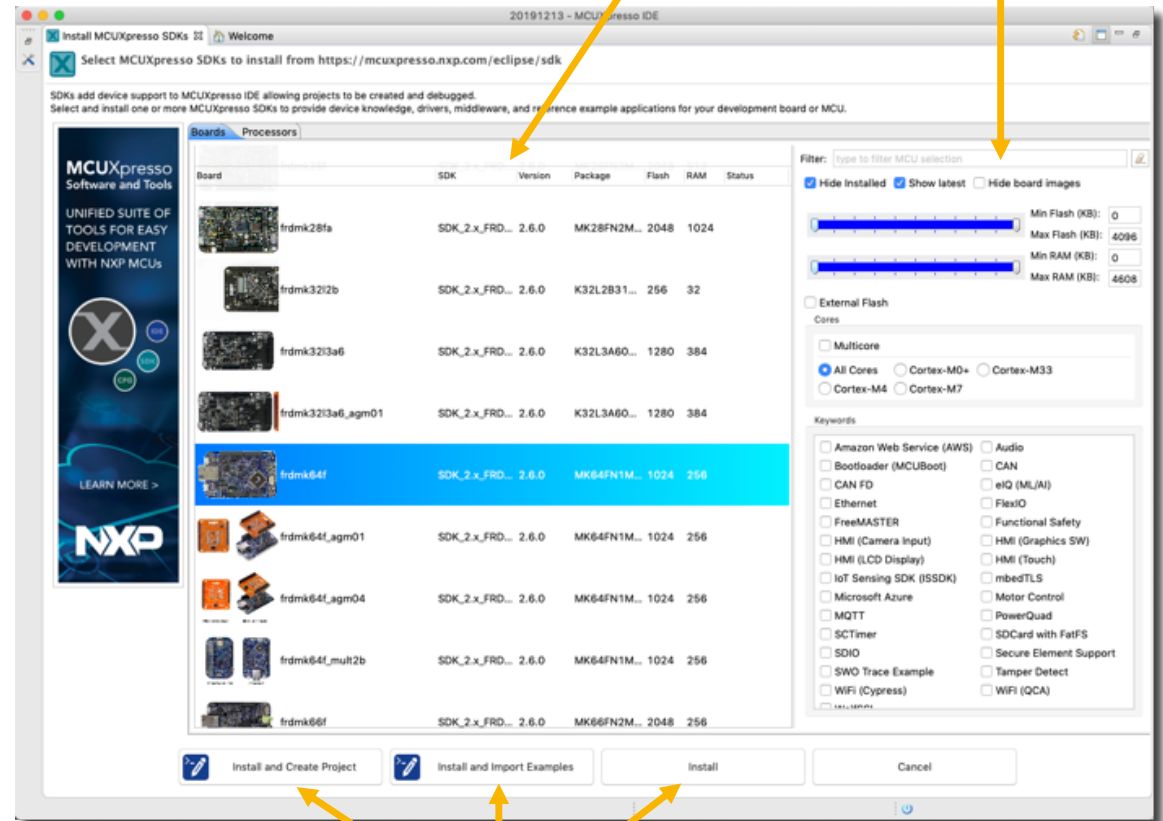 20191213 - MCUXpresso IDE
Install MCUXpresso SDKs Welcome
Select MCUXpresso SDKs to install from https://mcuxpresso.nxp.com/eclipse/sdk
SDKs add device support to MCUXpresso IDE allowing projects to be created and debugged.
Select and install one or more MCUXpresso SDKs to provide device knowledge, drivers, middleware, and reference example applications for your development board or MCU.
MCUXpresso
Software and Tools
UNIFIED SUITE OF
TOOLS FOR EASY
DEVELOPMENT
WITH NXP MCUs
IDE
SDK
CFG
LEARN MORE >
NXP
Boards Processors
Board SDK Version Package Flash RAM Status
frdmk28fa SDK_2.x_FRD... 2.6.0 MK28FN2M... 2048 1024
frdmk32l2b SDK_2.x_FRD... 2.6.0 K32L2B31... 256 32
frdmk32l3a6 SDK_2.x_FRD... 2.6.0 K32L3A60... 1280 384
frdmk32l3a6_agm01 SDK_2.x_FRD... 2.6.0 K32L3A60... 1280 384
frdmk64f SDK_2.x_FRD... 2.6.0 MK64FN1M... 1024 256
frdmk64f_agm01 SDK_2.x_FRD... 2.6.0 MK64FN1M... 1024 256
frdmk64f_agm04 SDK_2.x_FRD... 2.6.0 MK64FN1M... 1024 256
frdmk64f_mult2b SDK_2.x_FRD... 2.6.0 MK64FN1M... 1024 256
frdmk66f SDK_2.x_FRD... 2.6.0 MK66FN2M... 2048 256
Filter: type to filter MCU selection
Hide Installed Show latest Hide board images
Min Flash (KB): 0
Max Flash (KB): 4096
Min RAM (KB): 0
Max RAM (KB): 4608
External Flash
Cores
Multicore
All Cores Cortex-M0+ Cortex-M33
Cortex-M4 Cortex-M7
Keywords
Amazon Web Service (AWS) Audio
Bootloader (MCUBoot) CAN
CAN FD eIQ (ML/AI)
Ethernet FlexIO
FreeMASTER Functional Safety
HMI (Camera Input) HMI (Graphics SW)
HMI (LCD Display) HMI (Touch)
IoT Sensing SDK (ISSDK) mbedTLS
Microsoft Azure Motor Control
MQTT PowerQuad
SCTimer SDCard with FatFS
SDIO Secure Element Support
SWO Trace Example Tamper Detect
WiFi (Cypress) WiFI (QCA)
Install and Create Project Install and Import Examples Install Cancel